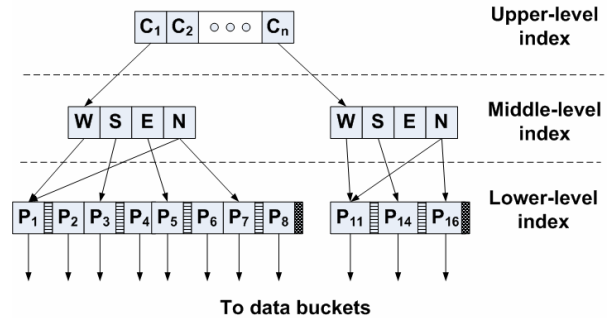 C1 C2 ○○○ Cn
Upper-level
index
W S E N
W S E N
Middle-level
index
P1 P2 P3 P4 P5 P6 P7 P8
P11 P14 P16
Lower-level
index
To data buckets